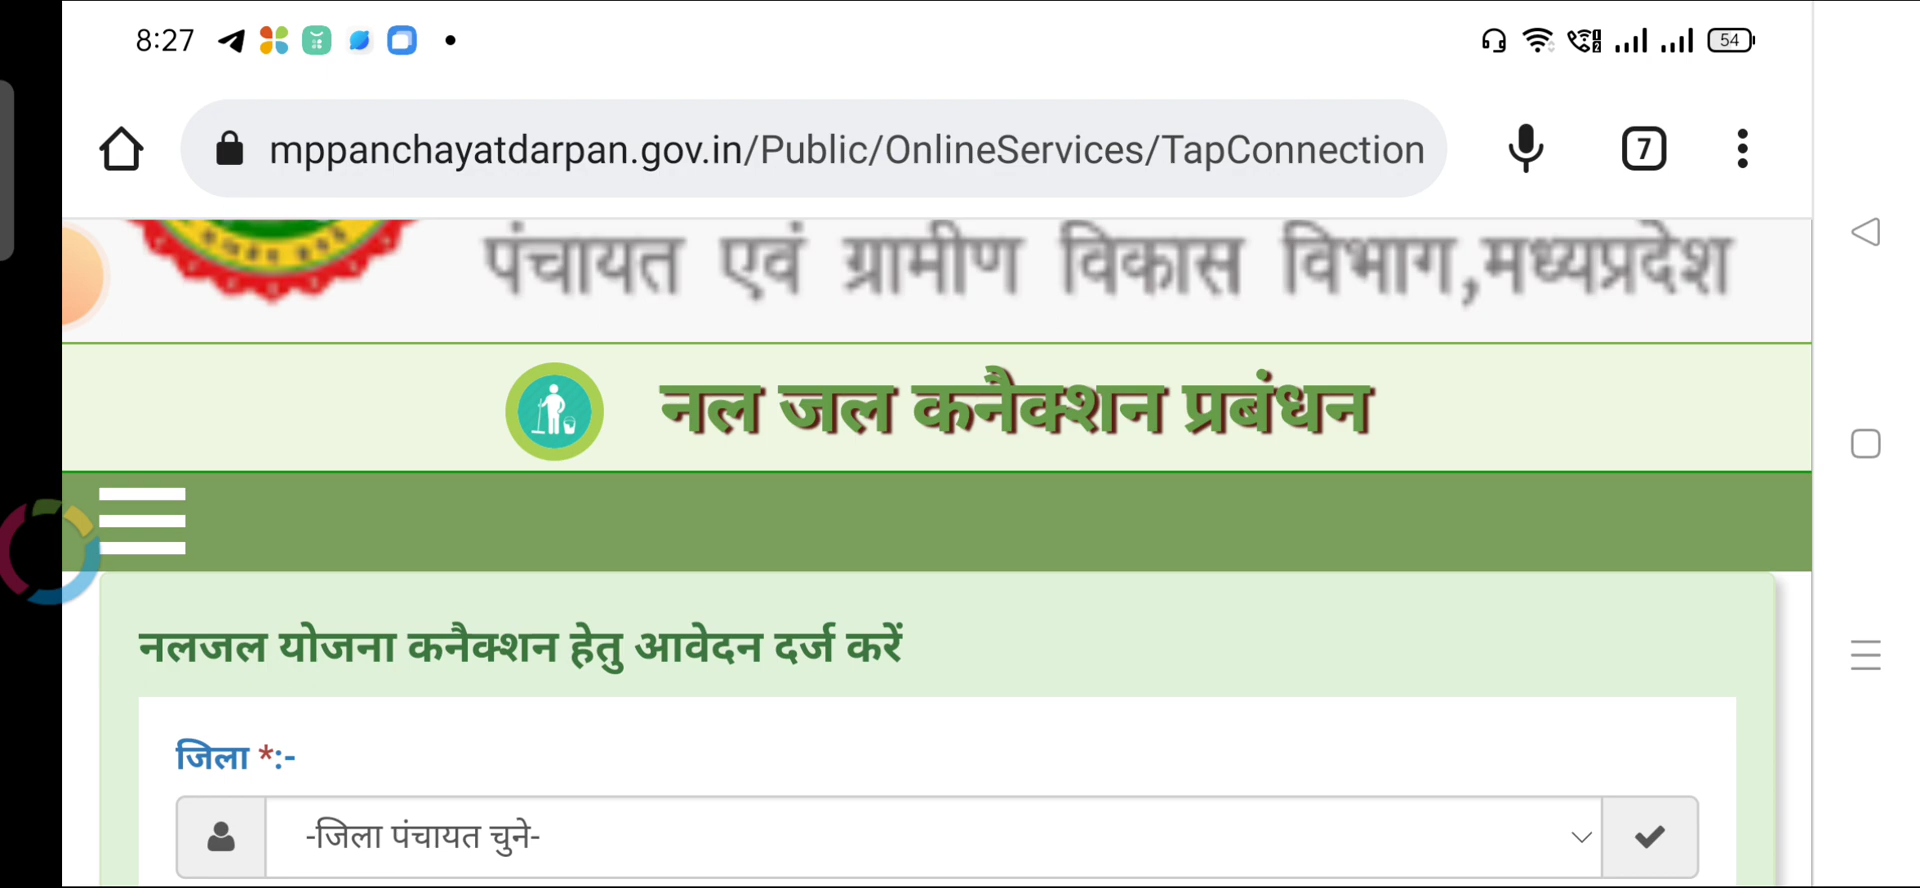 8:27
54
mppanchayatdarpan.gov.in/Public/OnlineServices/TapConnection
7
पंचायत एवं ग्रामीण विकास विभाग,मध्यप्रदेश
नल जल कनैक्शन प्रबंधन
नलजल योजना कनैक्शन हेतु आवेदन दर्ज करें
जिला *:-
-जिला पंचायत चुने-